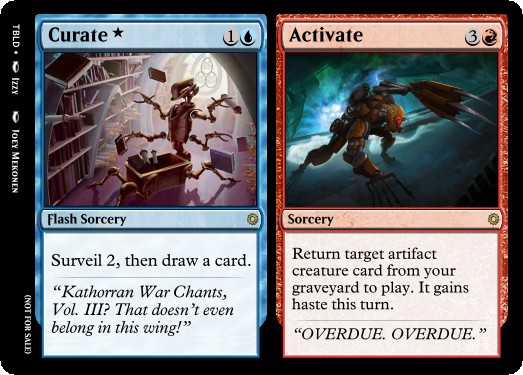 TBLD • Izzy Joey Mekonen
(NOT FOR SALE)
Curate ★ 1
Flash Sorcery
Surveil 2, then draw a card.
“Kathorran War Chants,
Vol. III? That doesn’t even
belong in this wing!”
Activate 3
Sorcery
Return target artifact
creature card from your
graveyard to play. It gains
haste this turn.
“OVERDUE. OVERDUE.”